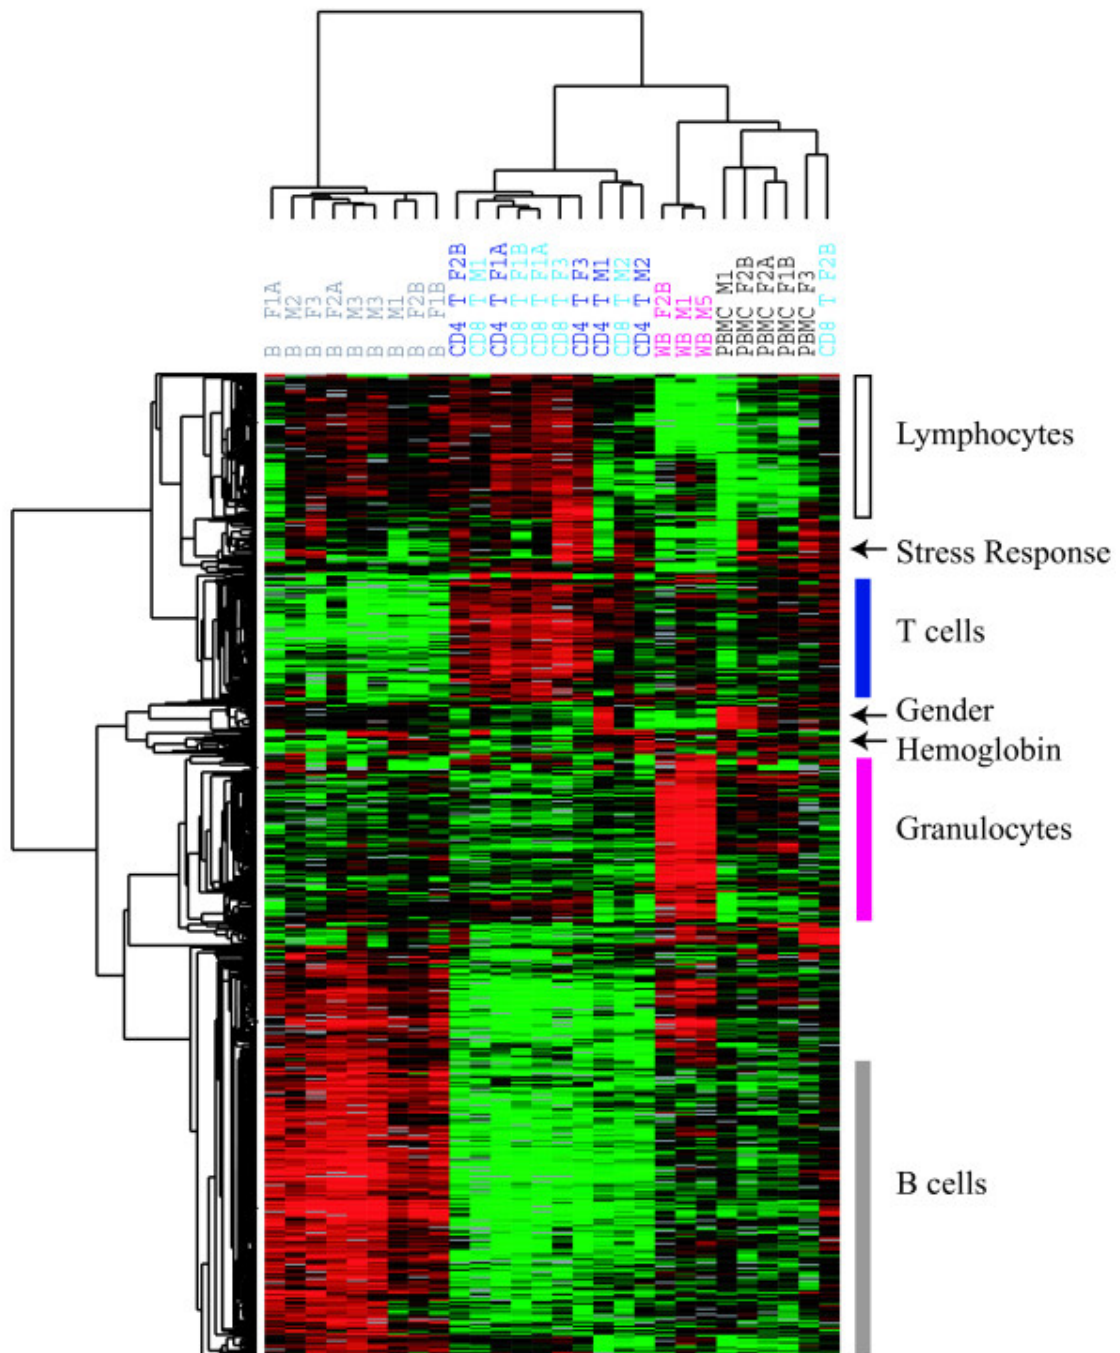 B F1A
B M2
B F3
B F2A
B M3
B M3
B M1
B F2B
B F1B
CD4 T F2B
CD8 T M1
CD4 T F1A
CD8 T F1B
CD8 T F1A
CD8 T F3
CD4 T F3
CD4 T M1
CD8 T M2
CD4 T M2
WB F2B
WB M1
WB M5
PBMC M1
PBMC F2B
PBMC F2A
PBMC F1B
PBMC F3
CD8 T F2B
Lymphocytes
Stress Response
T cells
Gender
Hemoglobin
Granulocytes
B cells